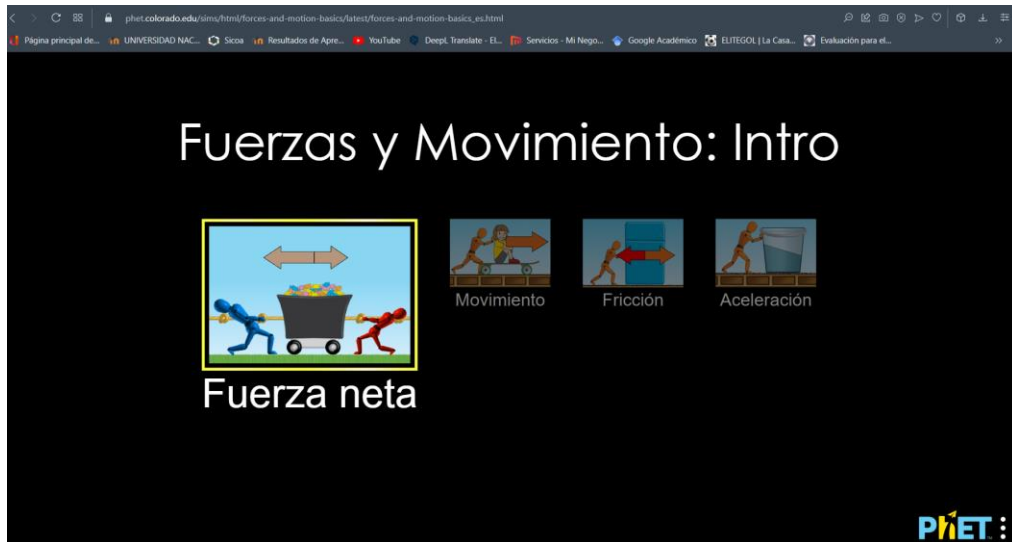 phet.colorado.edu/sims/html/forces-and-motion-basics/latest/forces-and-motion-basics_es.html
Página principal de... UNIVERSIDAD NAC... Sicoa Resultados de Apre... YouTube DeepL Translate - El... Servicios - Mi Nego... Google Académico ELITEGOL | La Casa... Evaluación para el... »
Fuerzas y Movimiento: Intro
Movimiento Fricción Aceleración
Fuerza neta
PhET